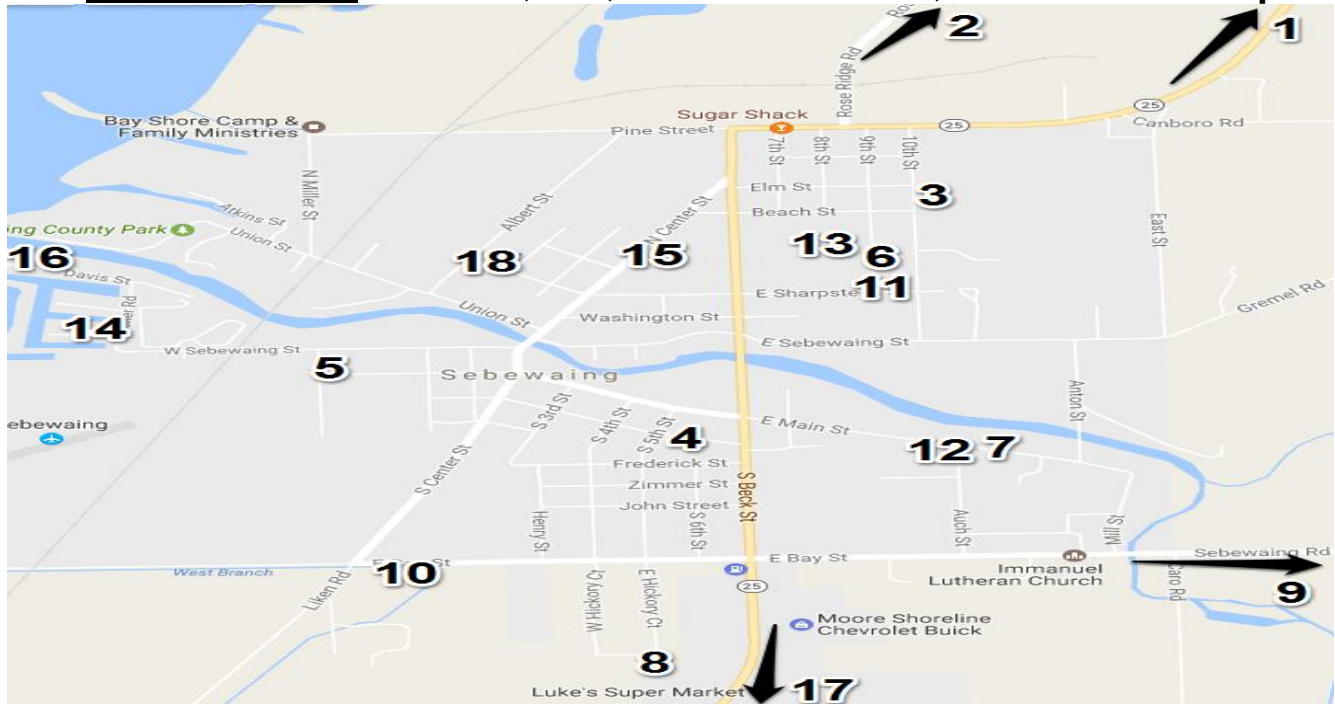 2
1
Rose Ridge Rd
25
Sugar Shack
Bay Shore Camp &
Family Ministries
Pine Street
25
Canboro Rd
7th St
8th St
9th St
10th St
N Miller St
Albert St
Elm St
3
Atkins St
Beach St
East St
ing County Park
Union St
N Center St
13
16
18
15
6
Davis St
11
E Sharpste
Gremel Rd
Union St
14
Washington St
W Sebewaing St
E Sebewaing St
5
Sebewaing
Anton St
ebewaing
S 3rd St
S 4th St
S 5th St
4
E Main St
12
7
S Center St
Frederick St
Zimmer St
S Beck St
John Street
Henry St
S 6th St
Auch St
Mill St
E Bay St
Sebewaing Rd
West Branch
10
Immanuel
Lutheran Church
Liken Rd
25
Caro Rd
9
W Hickory Ct
E Hickory Ct
Moore Shoreline
Chevrolet Buick
8
Luke's Super Market
17